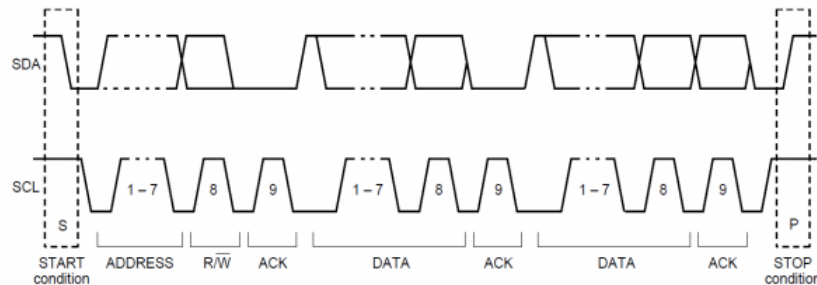 SDA
SCL
1 – 7 8 9 1 – 7 8 9 1 – 7 8 9
S P
START condition ADDRESS R/W̅ ACK DATA ACK DATA ACK STOP condition